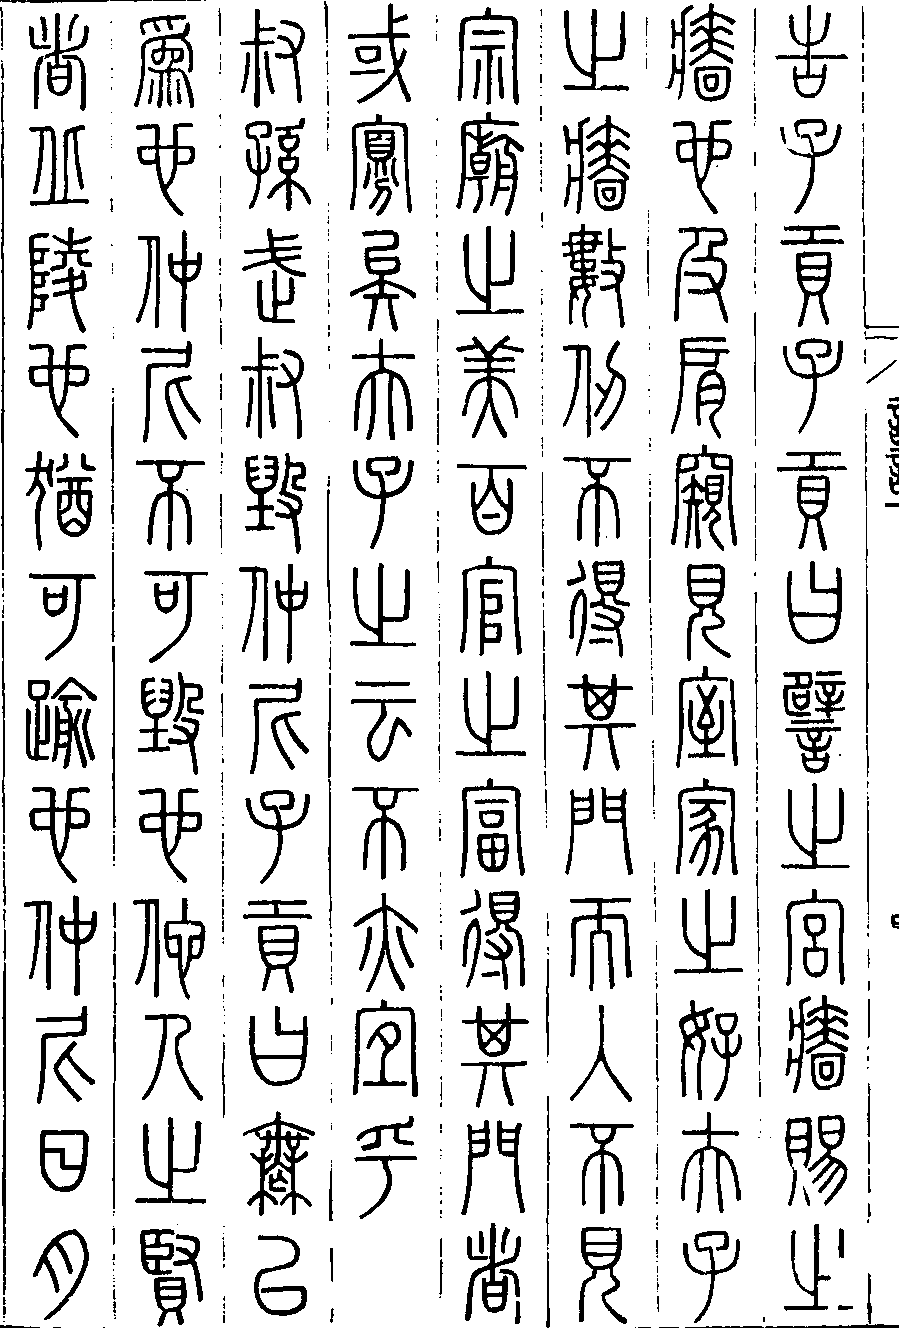 告子貢子貢曰譬之宮牆賜之
牆也及肩窺見室家之好夫子
之牆數仞不得其門而入不見
宗廟之美百官之富得其門者
或寡矣夫子之云不亦宜乎
叔孫武叔毀仲尼子貢曰無以
爲也仲尼不可毀也他人之賢
者丘陵也猶可踰也仲尼日月